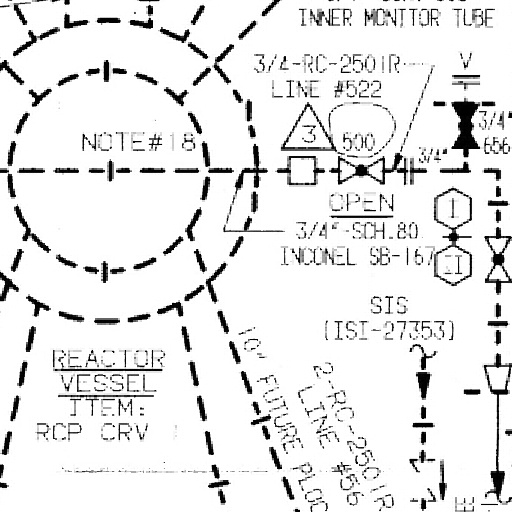 INNER MONITOR TUBE
3/4-RC-2501R
LINE #522
V
3/4"
656
3
500
NOTE#18
3/4"
OPEN
I
3/4"-SCH.80
INCONEL SB-167
II
SIS
(ISI-27353)
REACTOR
VESSEL
ITEM:
RCP CRV 1
10" FUTURE
2-RC-2501R
LINE #56